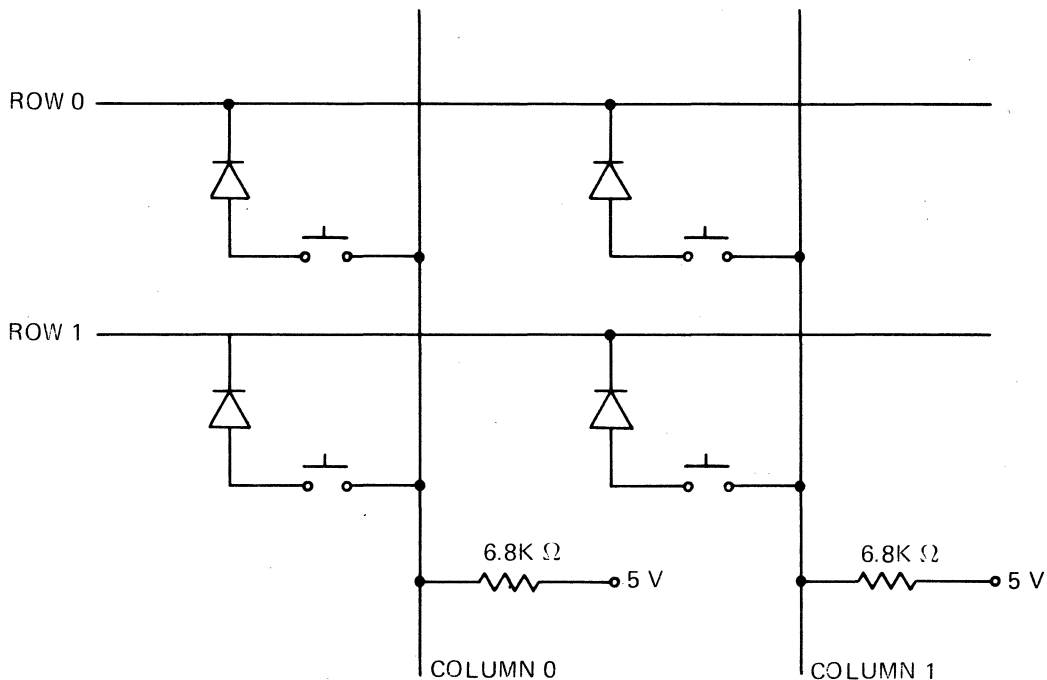 ROW 0
ROW 1
6.8K Ω
5 V
6.8K Ω
5 V
COLUMN 0
COLUMN 1